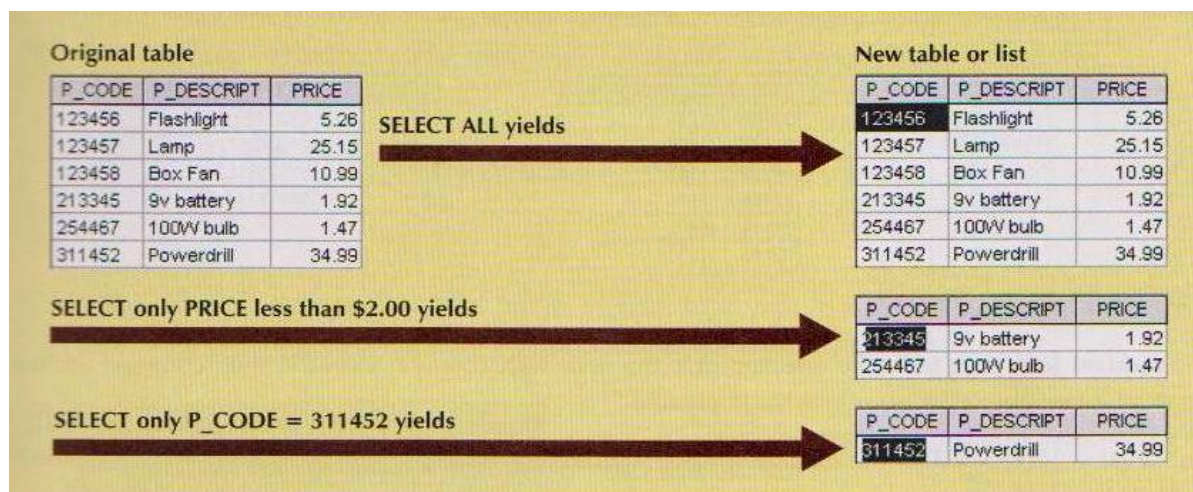 Original table
P_CODE P_DESCRIPT PRICE
123456 Flashlight 5.26
123457 Lamp 25.15
123458 Box Fan 10.99
213345 9v battery 1.92
254467 100W bulb 1.47
311452 Powerdrill 34.99
SELECT ALL yields
New table or list
P_CODE P_DESCRIPT PRICE
123456 Flashlight 5.26
123457 Lamp 25.15
123458 Box Fan 10.99
213345 9v battery 1.92
254467 100W bulb 1.47
311452 Powerdrill 34.99
SELECT only PRICE less than $2.00 yields
P_CODE P_DESCRIPT PRICE
213345 9v battery 1.92
254467 100W bulb 1.47
SELECT only P_CODE = 311452 yields
P_CODE P_DESCRIPT PRICE
311452 Powerdrill 34.99